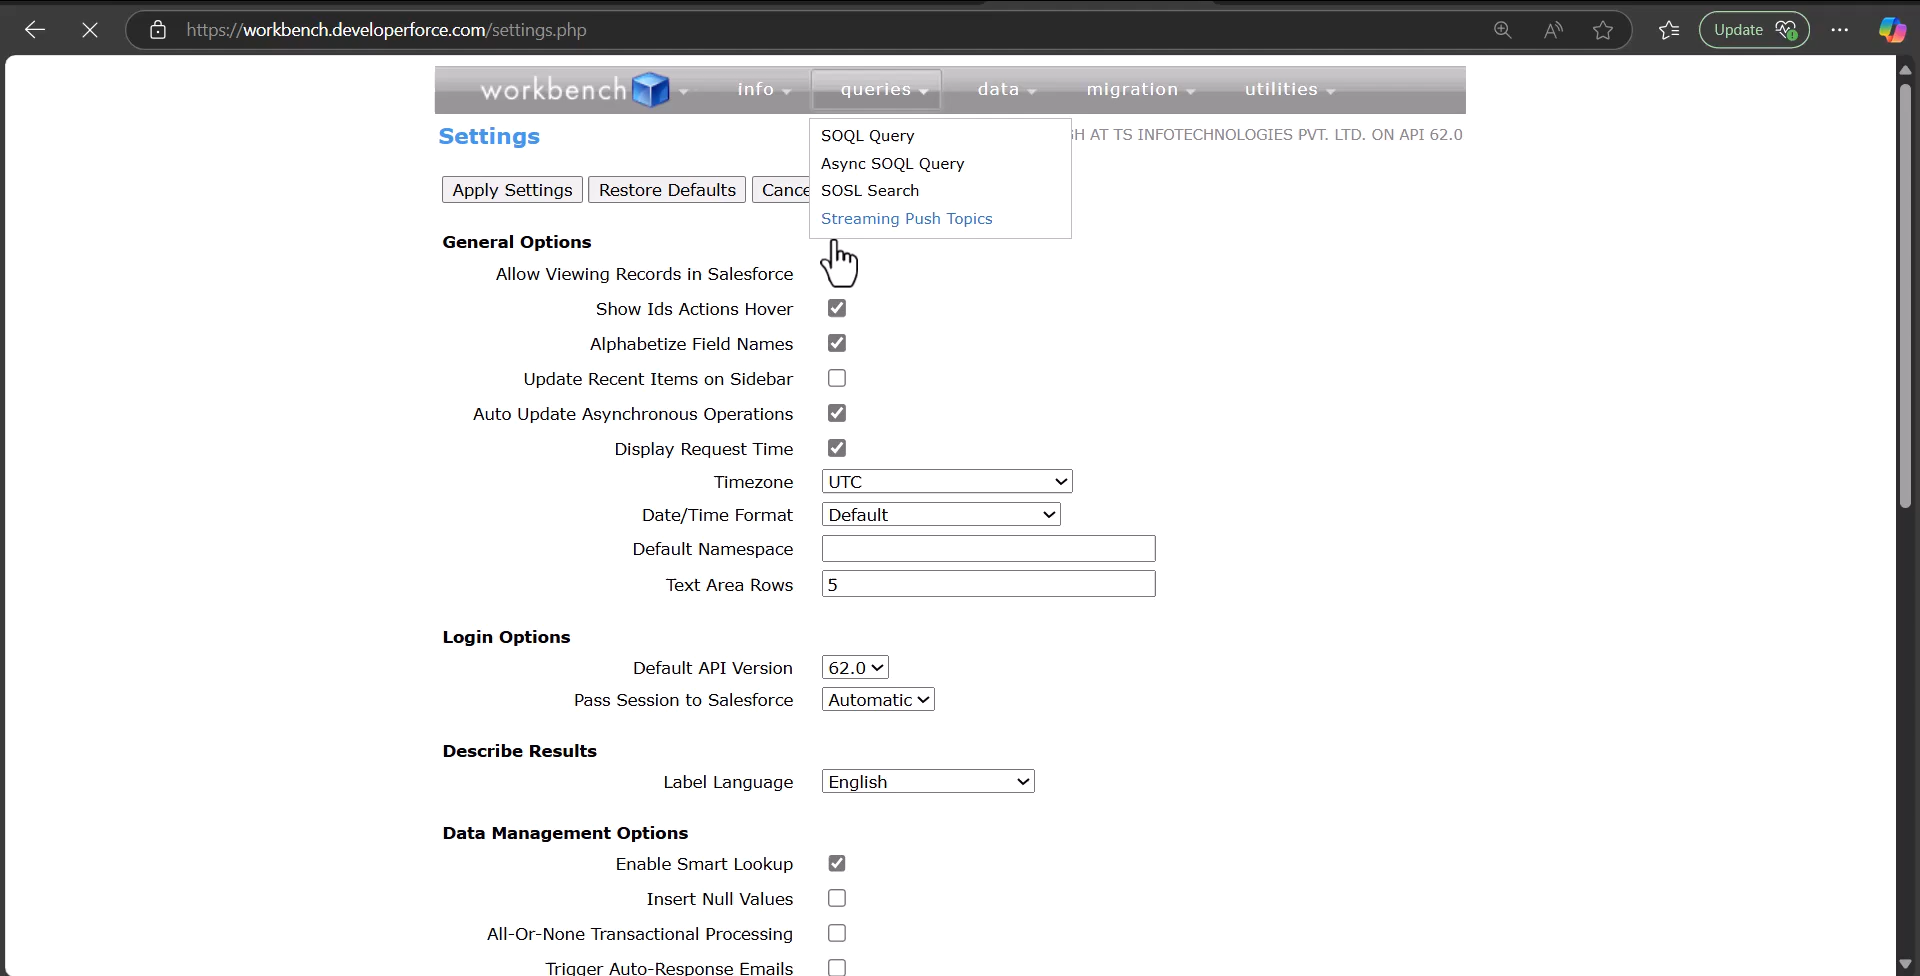 https://workbench.developerforce.com/settings.php
Update
workbench info queries data migration utilities
Settings
SOQL Query
AT TS INFOTECHNOLOGIES PVT. LTD. ON API 62.0
Async SOQL Query
Apply Settings Restore Defaults
SOSL Search
Streaming Push Topics
General Options
Allow Viewing Records in Salesforce
Show Ids Actions Hover
Alphabetize Field Names
Update Recent Items on Sidebar
Auto Update Asynchronous Operations
Display Request Time
Timezone UTC
Date/Time Format Default
Default Namespace
Text Area Rows 5
Login Options
Default API Version 62.0
Pass Session to Salesforce Automatic
Describe Results
Label Language English
Data Management Options
Enable Smart Lookup
Insert Null Values
All-Or-None Transactional Processing
Trigger Auto-Response Emails